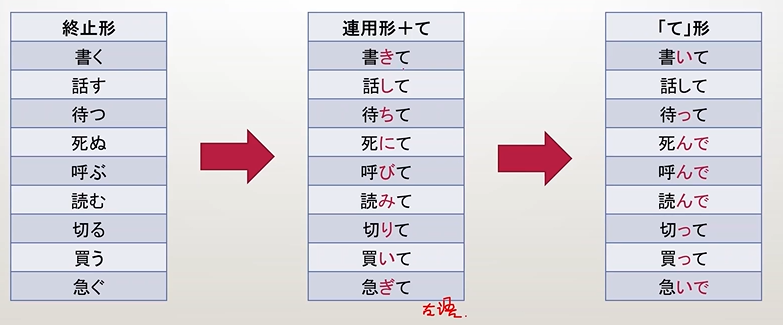 終止形 連用形+て 「て」形
書く 書きて 書いて
話す 話して 話して
待つ 待ちて 待って
死ぬ 死にて 死んで
呼ぶ 呼びて 呼んで
読む 読みて 読んで
切る 切りて 切って
買う 買いて 買って
急ぐ 急ぎて 急いで